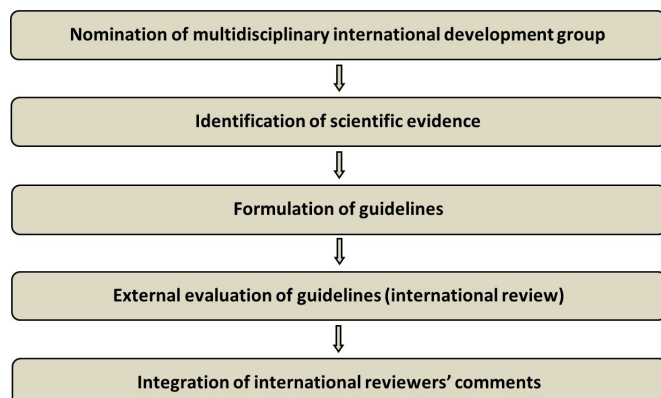 Nomination of multidisciplinary international development group
Identification of scientific evidence
Formulation of guidelines
External evaluation of guidelines (international review)
Integration of international reviewers’ comments